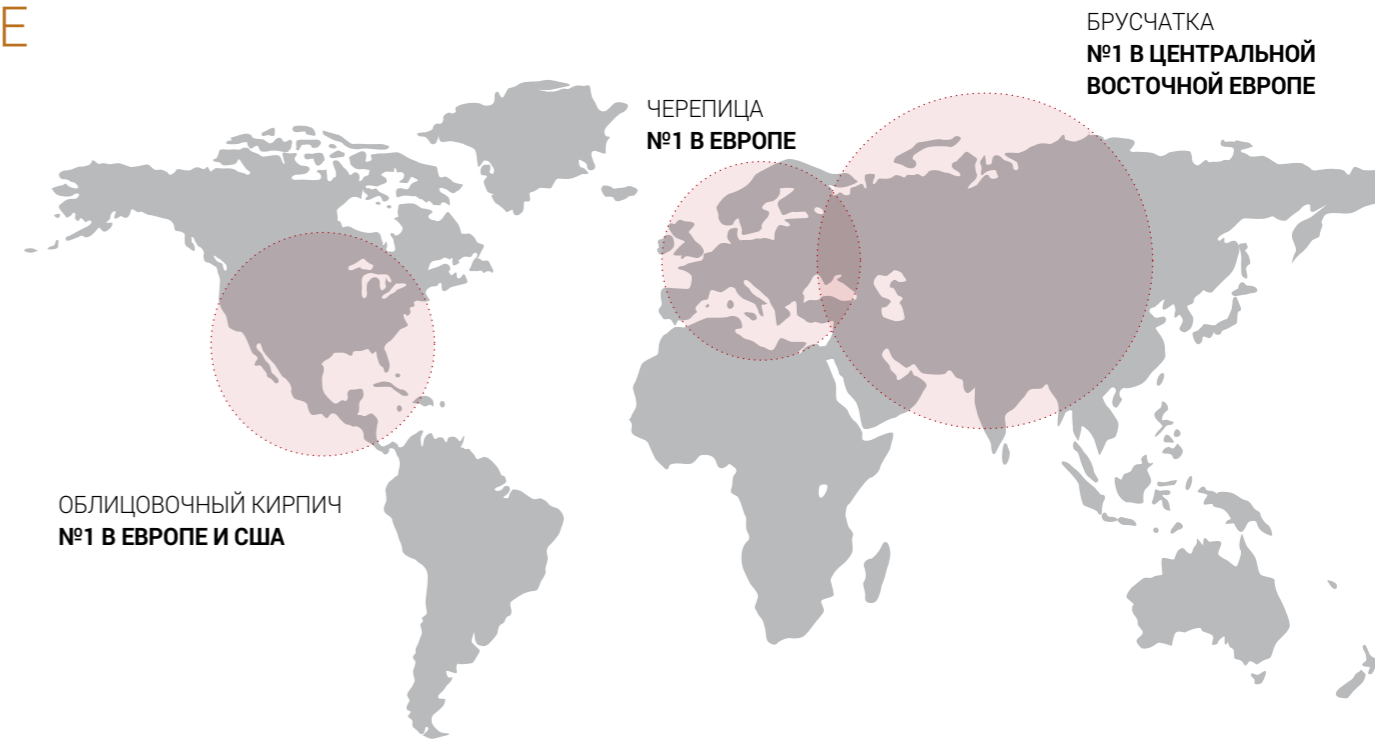 Е
БРУСЧАТКА
№1 В ЦЕНТРАЛЬНОЙ
ВОСТОЧНОЙ ЕВРОПЕ
ЧЕРЕПИЦА
№1 В ЕВРОПЕ
ОБЛИЦОВОЧНЫЙ КИРПИЧ
№1 В ЕВРОПЕ И США